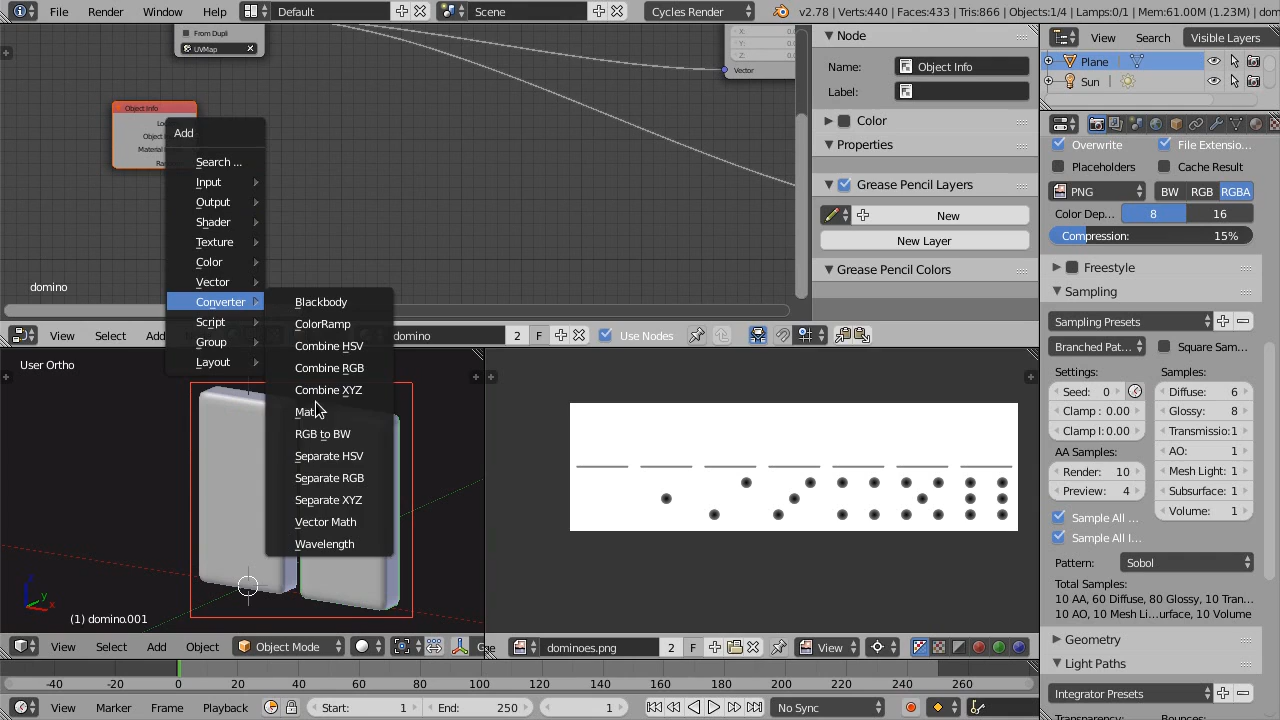 File Render Window Help Default Scene Cycles Render v2.78 | Verts:440 | Faces:433 | Tris:866 | Objects:1/4 | Lamps:0/1 | Mem:61.00M (1.23M) | dom
From Dupli
UVMap
X:
Y:
Z:
Vector
Object Info
Add
Search ...
Input
Output
Shader
Texture
Color
Vector
Converter
Script
Group
Layout
Blackbody
ColorRamp
Combine HSV
Combine RGB
Combine XYZ
Math
RGB to BW
Separate HSV
Separate RGB
Separate XYZ
Vector Math
Wavelength
domino
View Select Add domino 2 F Use Nodes
Node
Name: Object Info
Label:
Color
Properties
Grease Pencil Layers
New
New Layer
Grease Pencil Colors
View Search Visible Layers
Plane
Sun
Overwrite File Extensio...
Placeholders Cache Result
PNG BW RGB RGBA
Color Dep... 8 16
Compression: 15%
Freestyle
Sampling
Sampling Presets
Branched Pat... Square Sam...
Settings: Samples:
Seed: 0 Diffuse: 6
Clamp : 0.00 Glossy: 8
Clamp I: 0.00 Transmissio: 1
AA Samples: AO: 1
Render: 10 Mesh Light: 1
Preview: 4 Subsurface: 1
Sample All ... Volume: 1
Sample All I...
Pattern: Sobol
Total Samples:
10 AA, 60 Diffuse, 80 Glossy, 10 Tran...
10 AO, 10 Mesh Li...urface, 10 Volume
Geometry
Light Paths
Integrator Presets
User Ortho
(1) domino.001
View Select Add Object Object Mode Gl
dominoes.png 2 F View
-40 -20 0 20 40 60 80 100 120 140 160 180 200 220 240 260
View Marker Frame Playback Start: 1 End: 250 1 No Sync